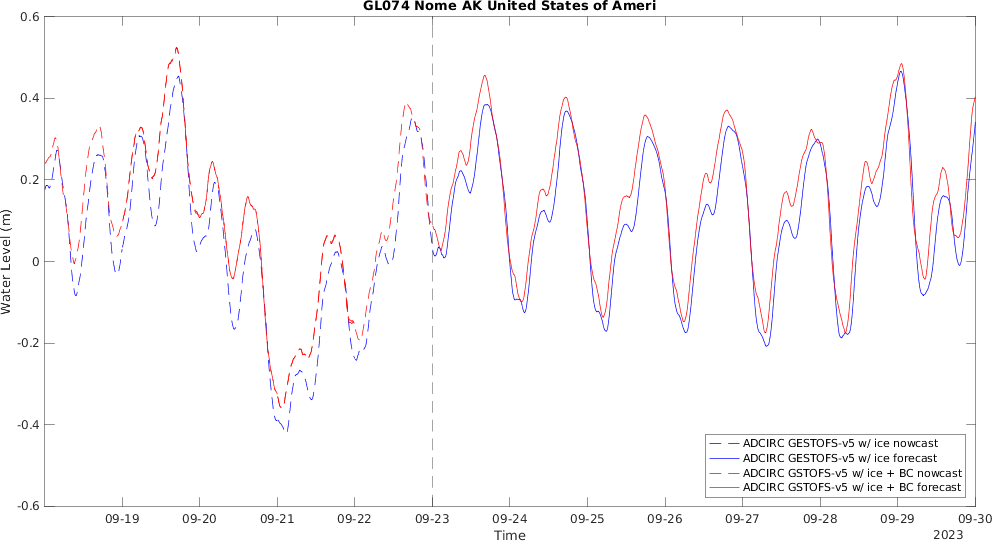 GL074 Nome AK United States of Ameri
0.6
0.4
0.2
0
-0.2
-0.4
-0.6
Water Level (m)
ADCIRC GESTOFS-v5 w/ ice nowcast
ADCIRC GESTOFS-v5 w/ ice forecast
ADCIRC GSTOFS-v5 w/ ice + BC nowcast
ADCIRC GSTOFS-v5 w/ ice + BC forecast
09-19 09-20 09-21 09-22 09-23 09-24 09-25 09-26 09-27 09-28 09-29 09-30
Time
2023